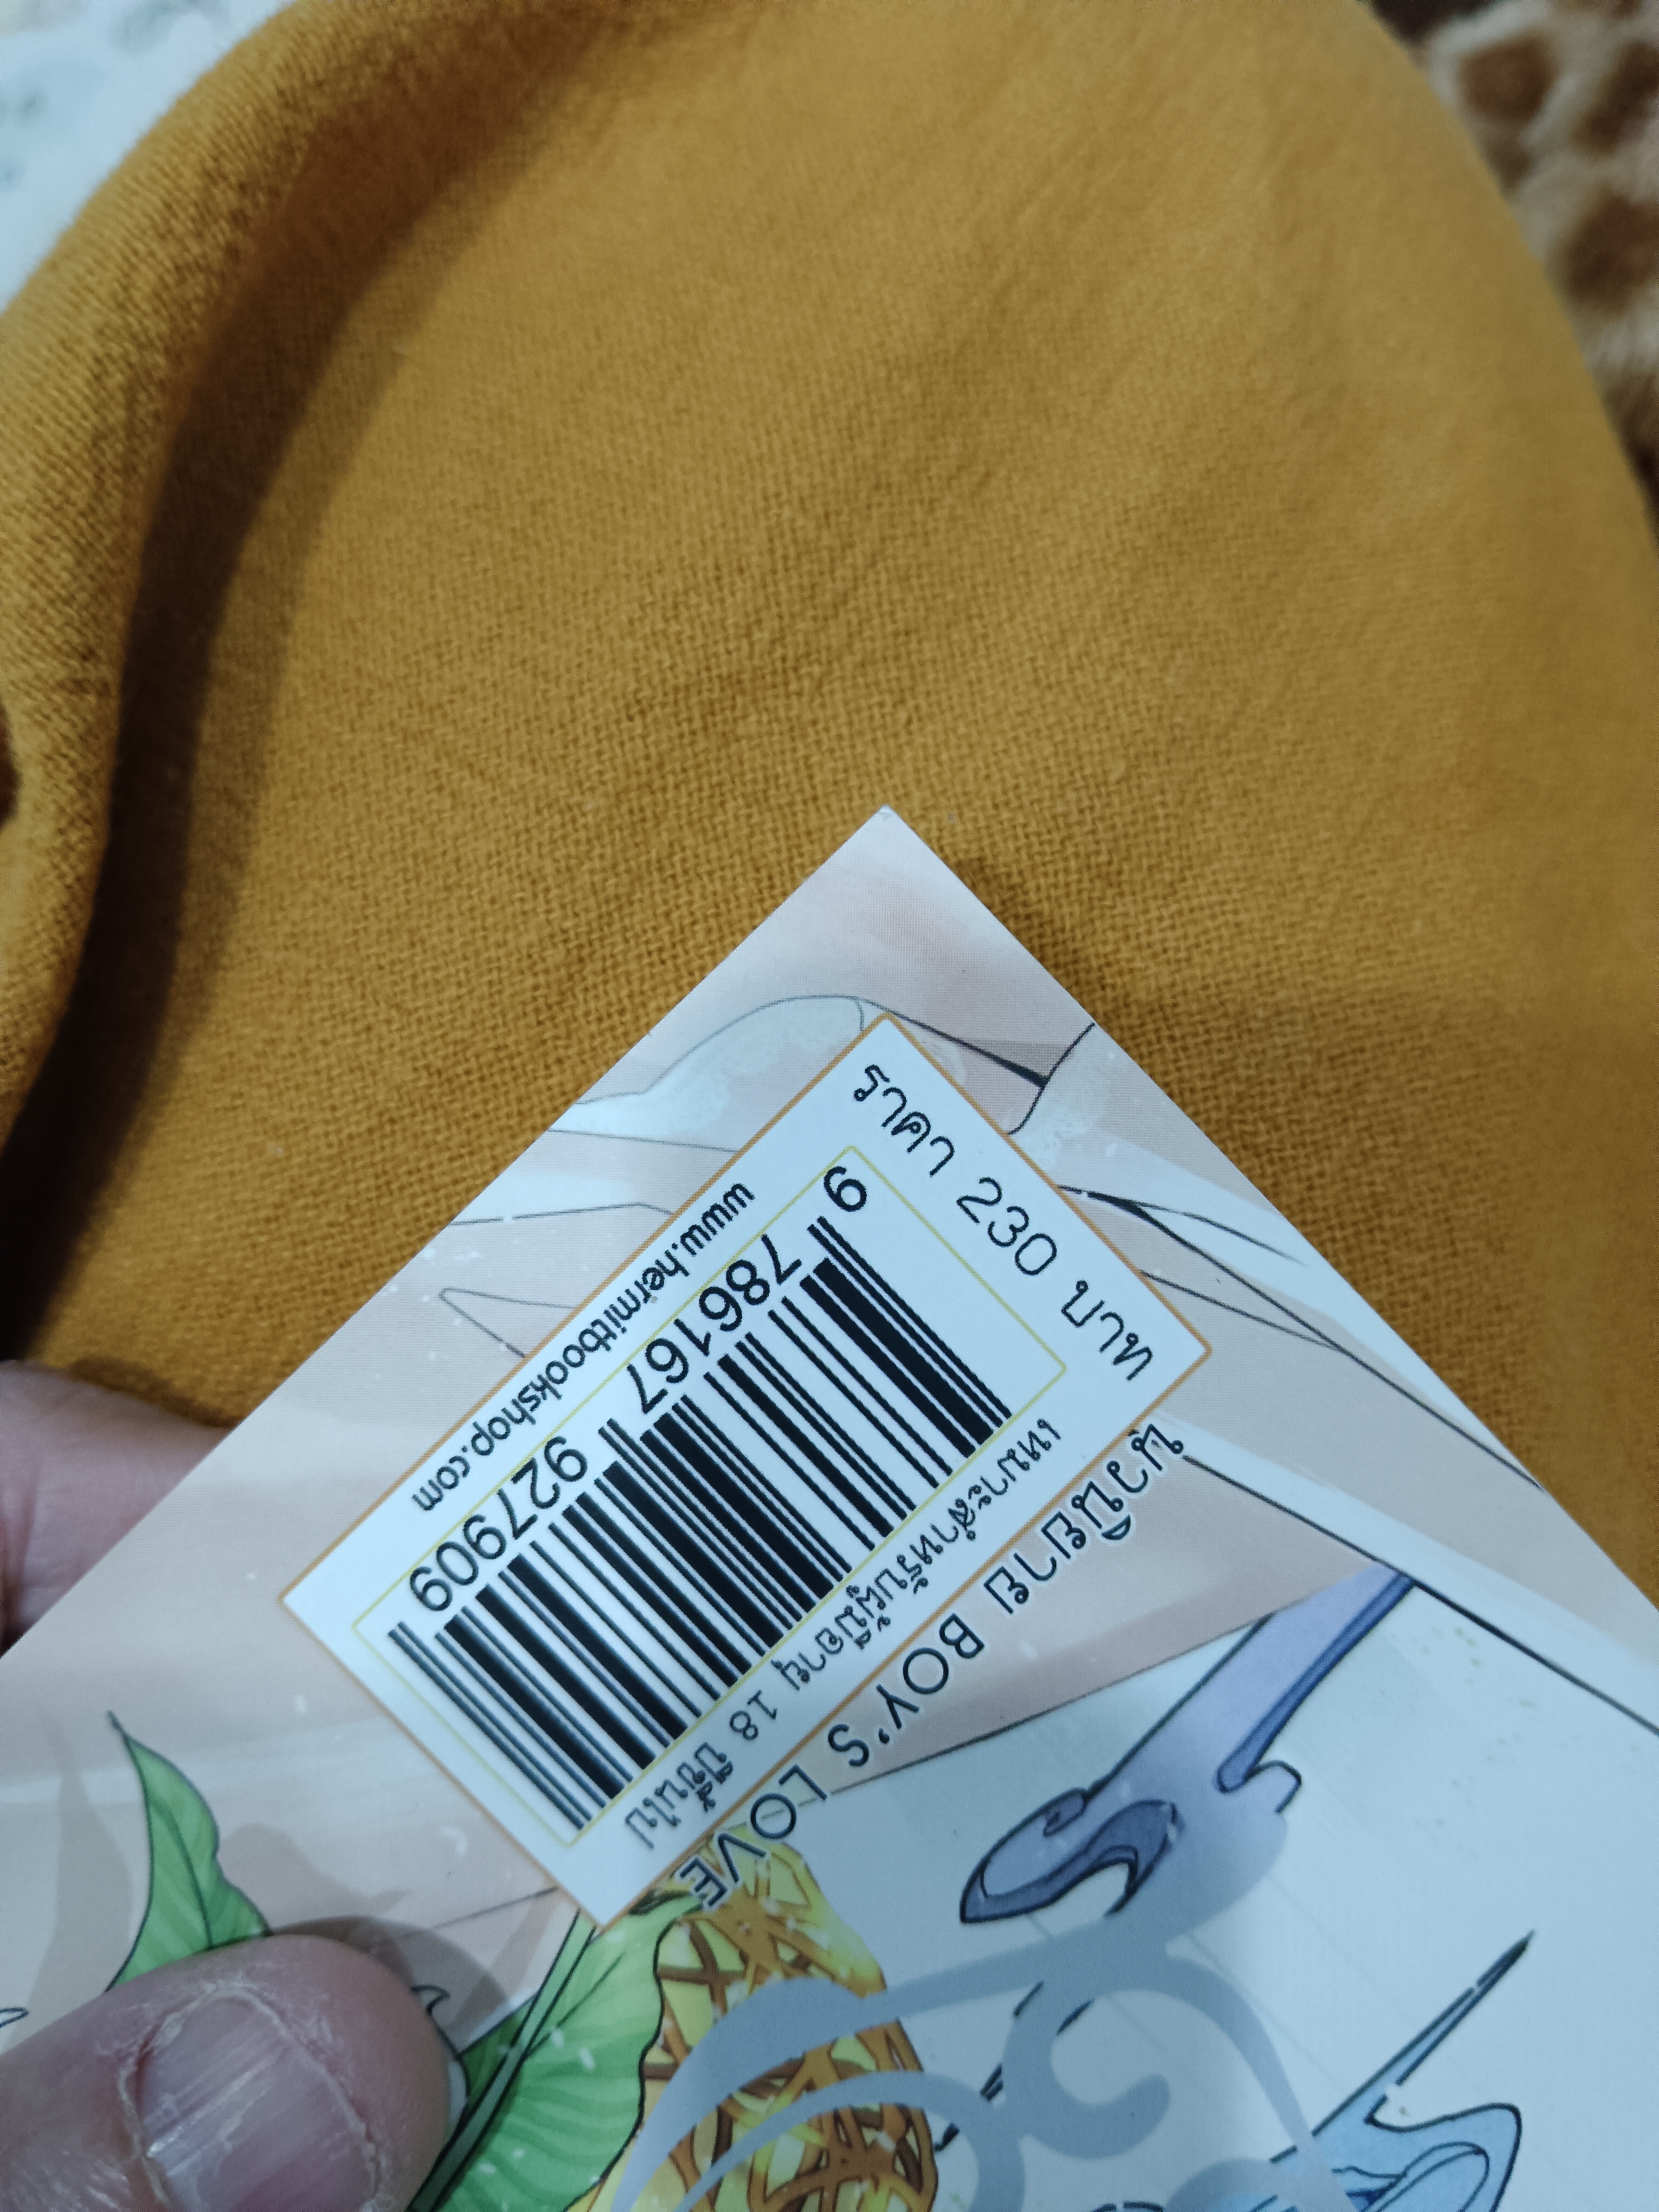 นวนิยาย BOY'S LOVE
เหมาะสำหรับผู้มีอายุ 18 ปีขึ้นไป
ราคา 230 บาท
9 786167 927909
www.hermitbookshop.com